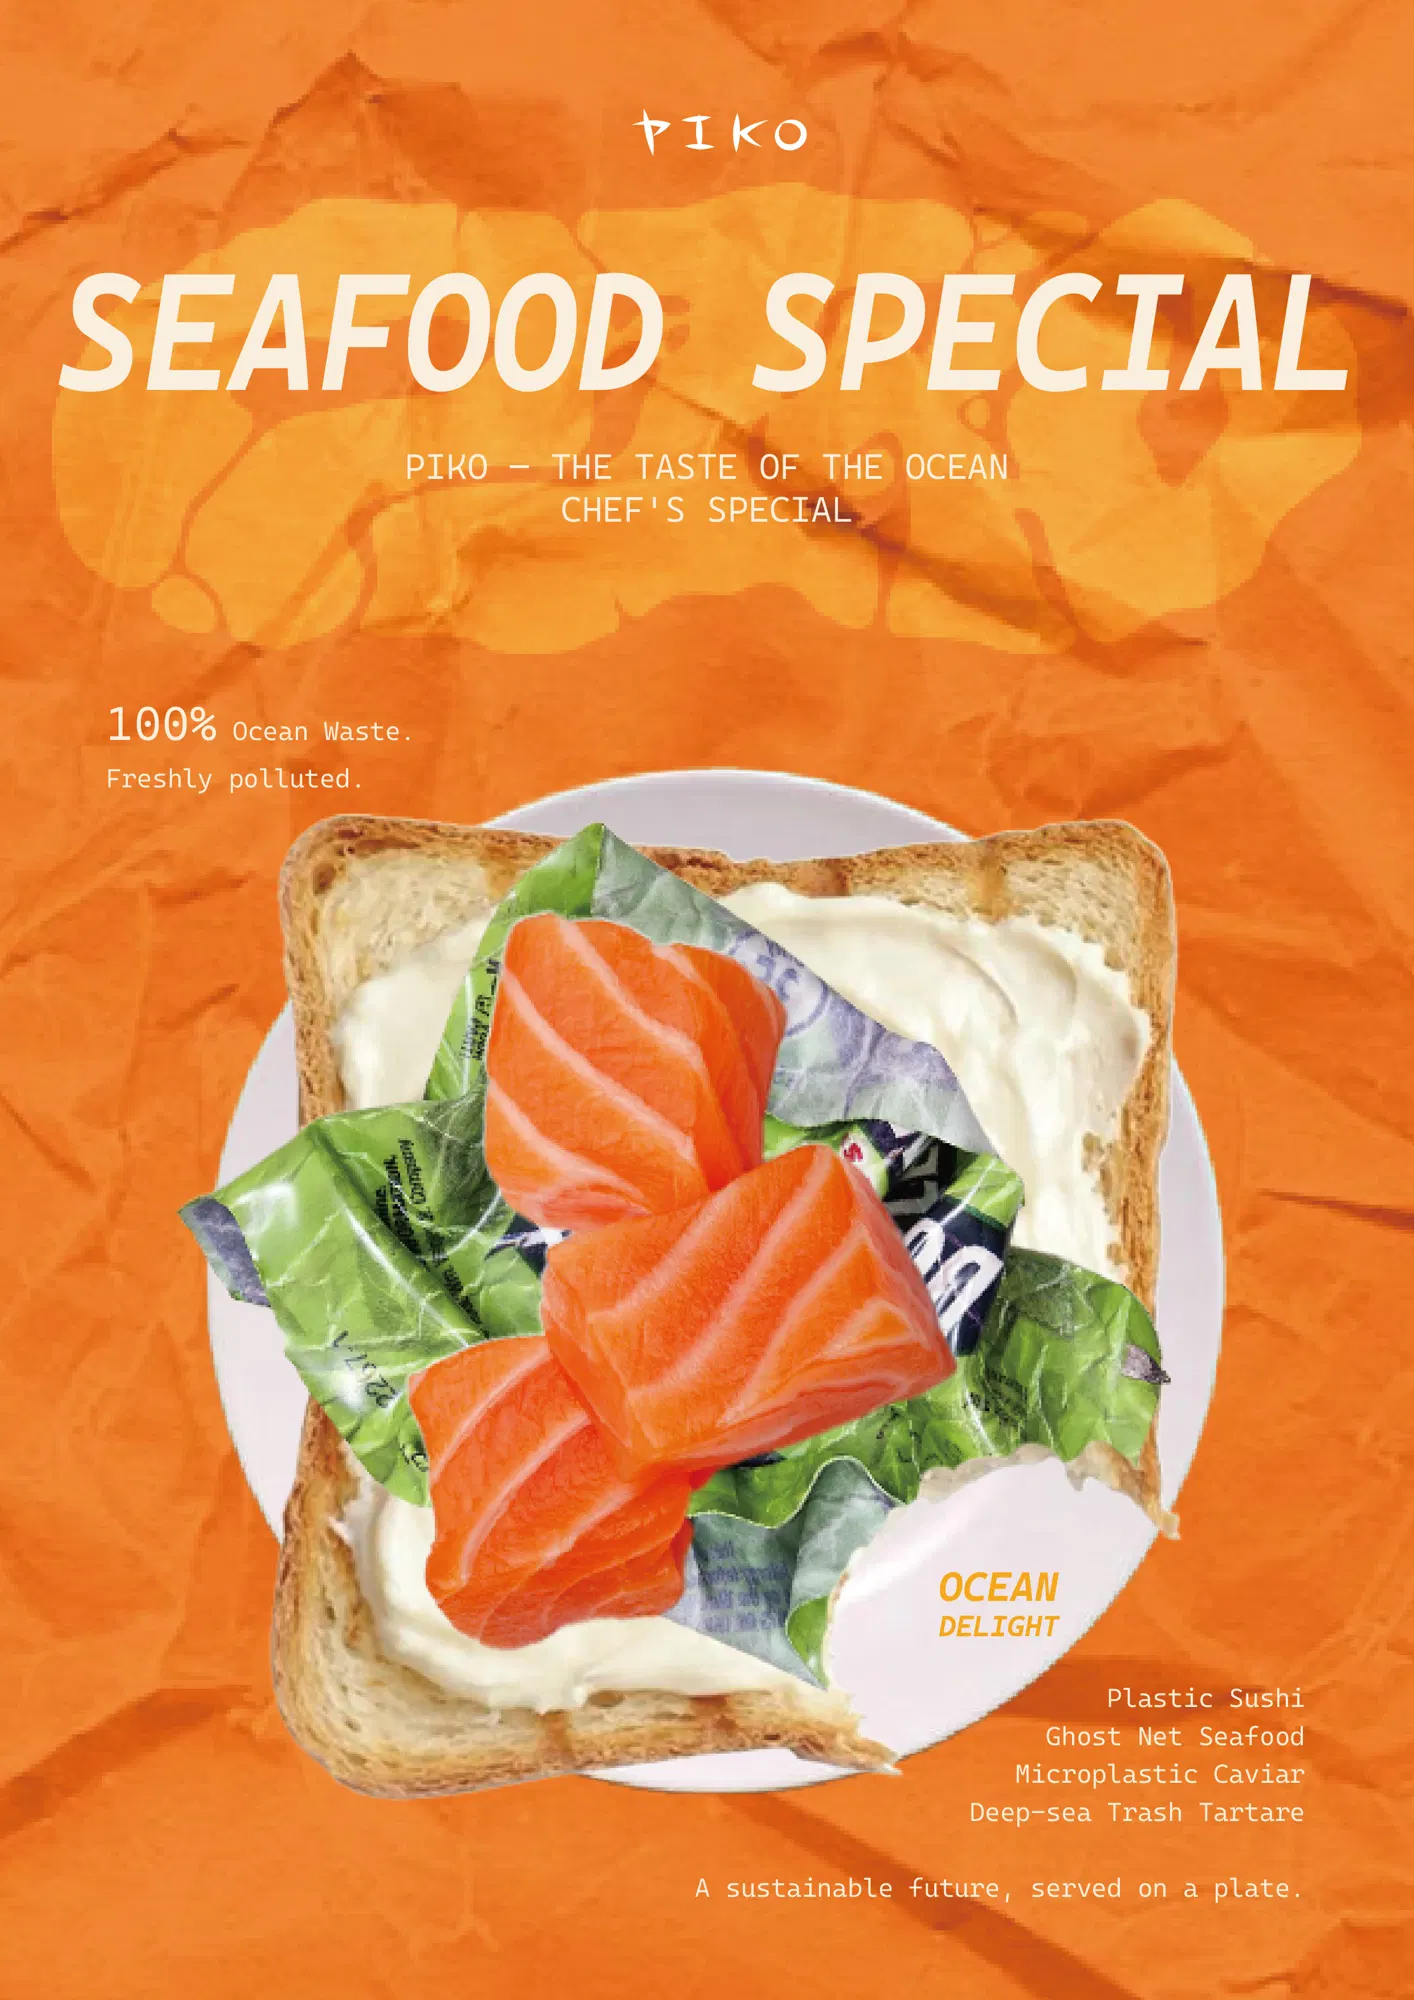 PIKO
SEAFOOD SPECIAL
PIKO — THE TASTE OF THE OCEAN
CHEF'S SPECIAL
100% Ocean Waste.
Freshly polluted.
OCEAN
DELIGHT
Plastic Sushi
Ghost Net Seafood
Microplastic Caviar
Deep-sea Trash Tartare
A sustainable future, served on a plate.